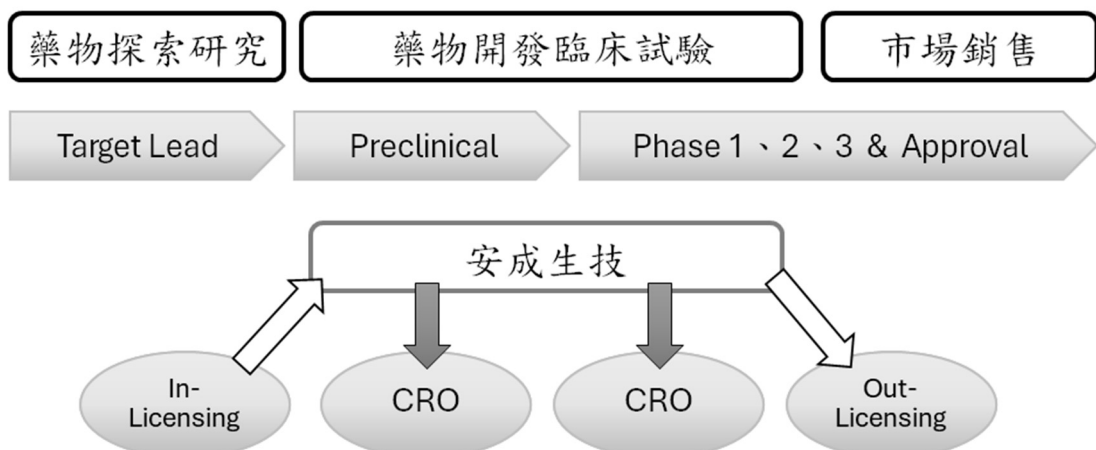 藥物探索研究
藥物開發臨床試驗
市場銷售
Target Lead
Preclinical
Phase 1、2、3 & Approval
安成生技
In-
Licensing
CRO
CRO
Out-
Licensing